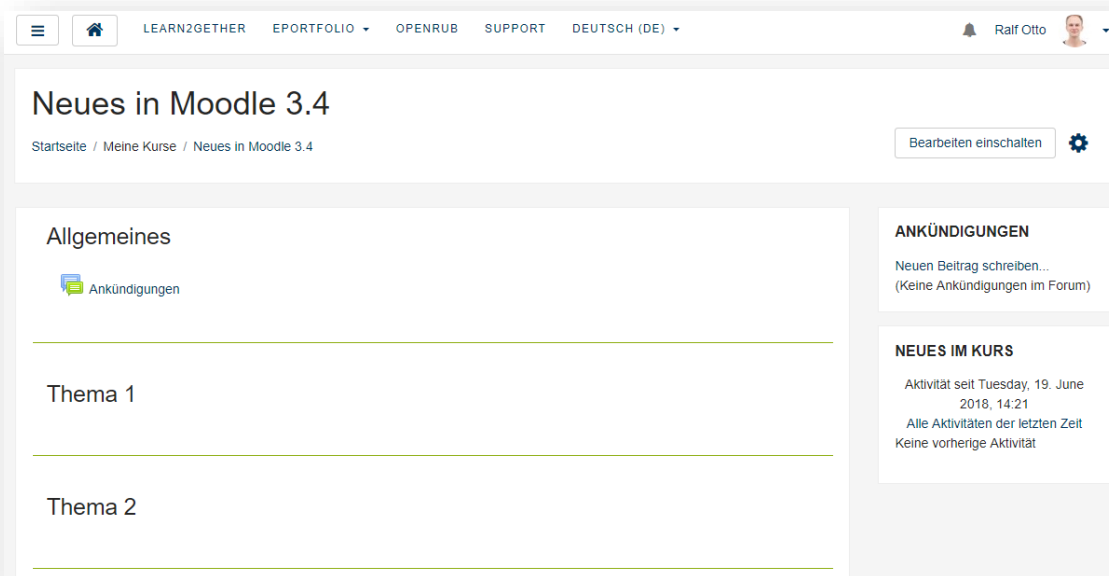 LEARN2GETHER EPORTFOLIO OPENRUB SUPPORT DEUTSCH (DE) Ralf Otto
Neues in Moodle 3.4
Startseite / Meine Kurse / Neues in Moodle 3.4
Bearbeiten einschalten
Allgemeines
Ankündigungen
Thema 1
Thema 2
ANKÜNDIGUNGEN
Neuen Beitrag schreiben...
(Keine Ankündigungen im Forum)
NEUES IM KURS
Aktivität seit Tuesday, 19. June
2018, 14:21
Alle Aktivitäten der letzten Zeit
Keine vorherige Aktivität